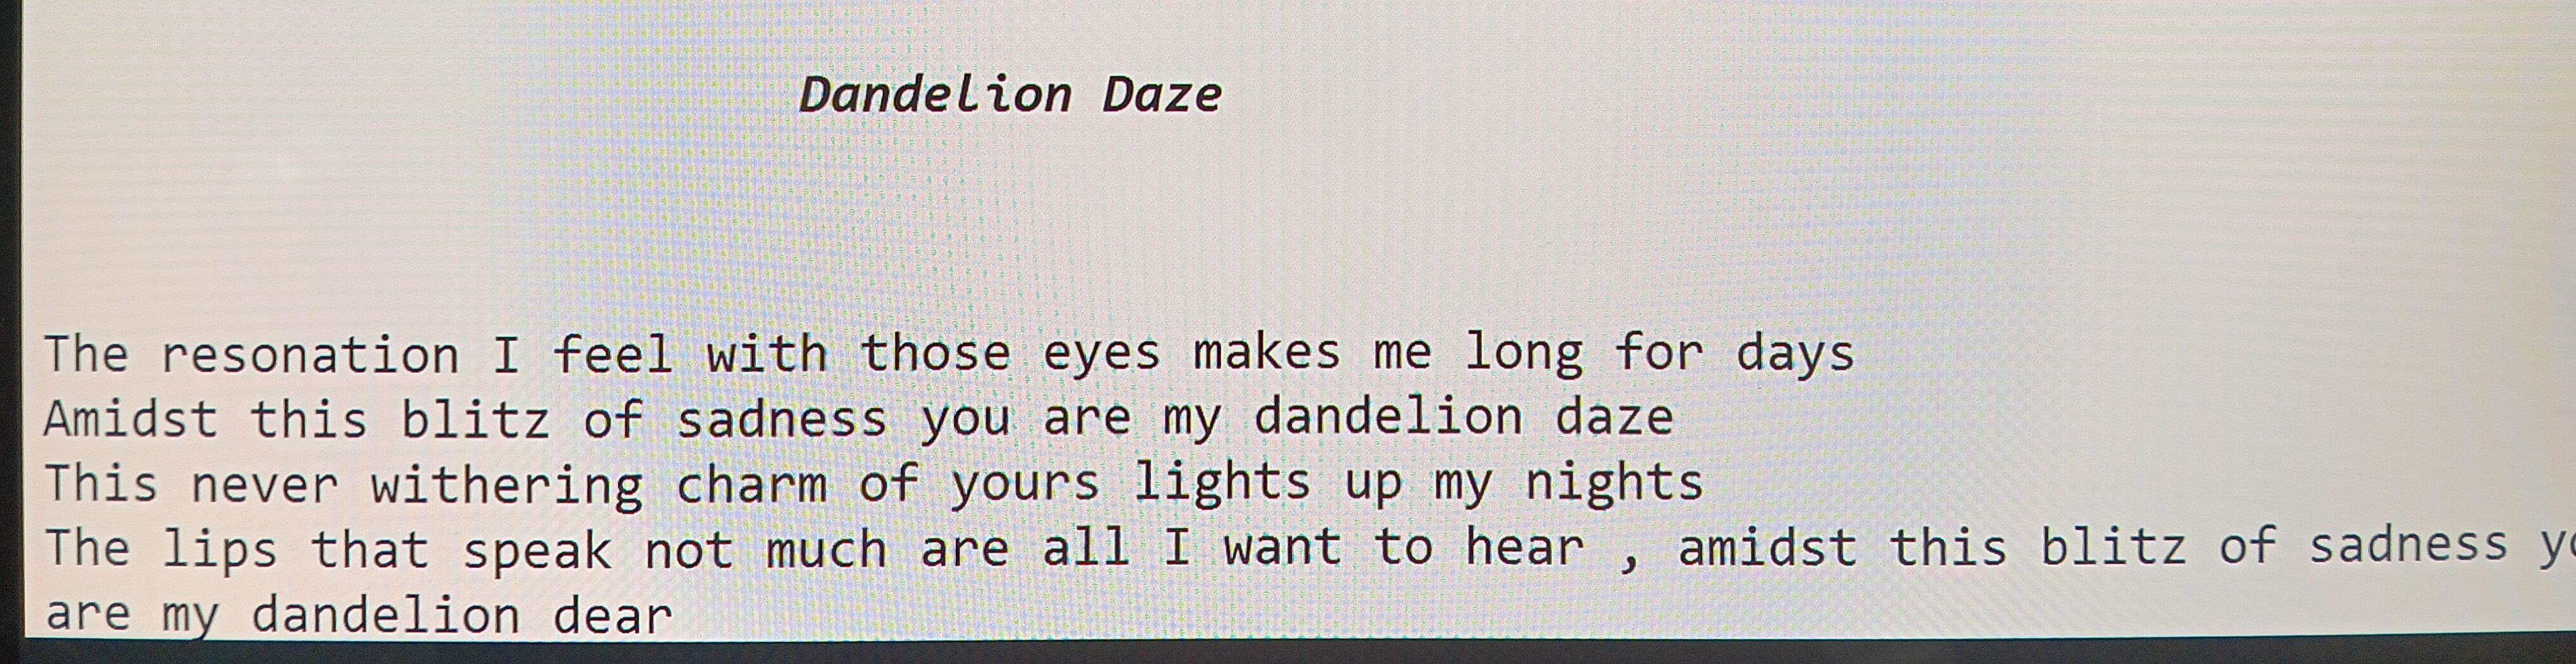 Dandelion Daze
The resonation I feel with those eyes makes me long for days
Amidst this blitz of sadness you are my dandelion daze
This never withering charm of yours lights up my nights
The lips that speak not much are all I want to hear , amidst this blitz of sadness
are my dandelion dear